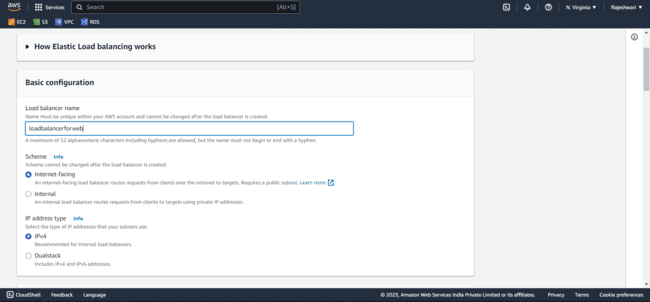 aws Services Search [Alt+S] N. Virginia Rajeshwari
EC2 S3 VPC RDS
How Elastic Load balancing works
Basic configuration
Load balancer name
Name must be unique within your AWS account and cannot be changed after the load balancer is created.
loadbalancerforweb
A maximum of 32 alphanumeric characters including hyphens are allowed, but the name must not begin or end with a hyphen.
Scheme Info
Scheme cannot be changed after the load balancer is created.
Internet-facing
An internet-facing load balancer routes requests from clients over the internet to targets. Requires a public subnet. Learn more
Internal
An internal load balancer routes requests from clients to targets using private IP addresses.
IP address type Info
Select the type of IP addresses that your subnets use.
IPv4
Recommended for internal load balancers.
Dualstack
Includes IPv4 and IPv6 addresses.
CloudShell Feedback Language © 2023, Amazon Web Services India Private Limited or its affiliates. Privacy Terms Cookie preferences